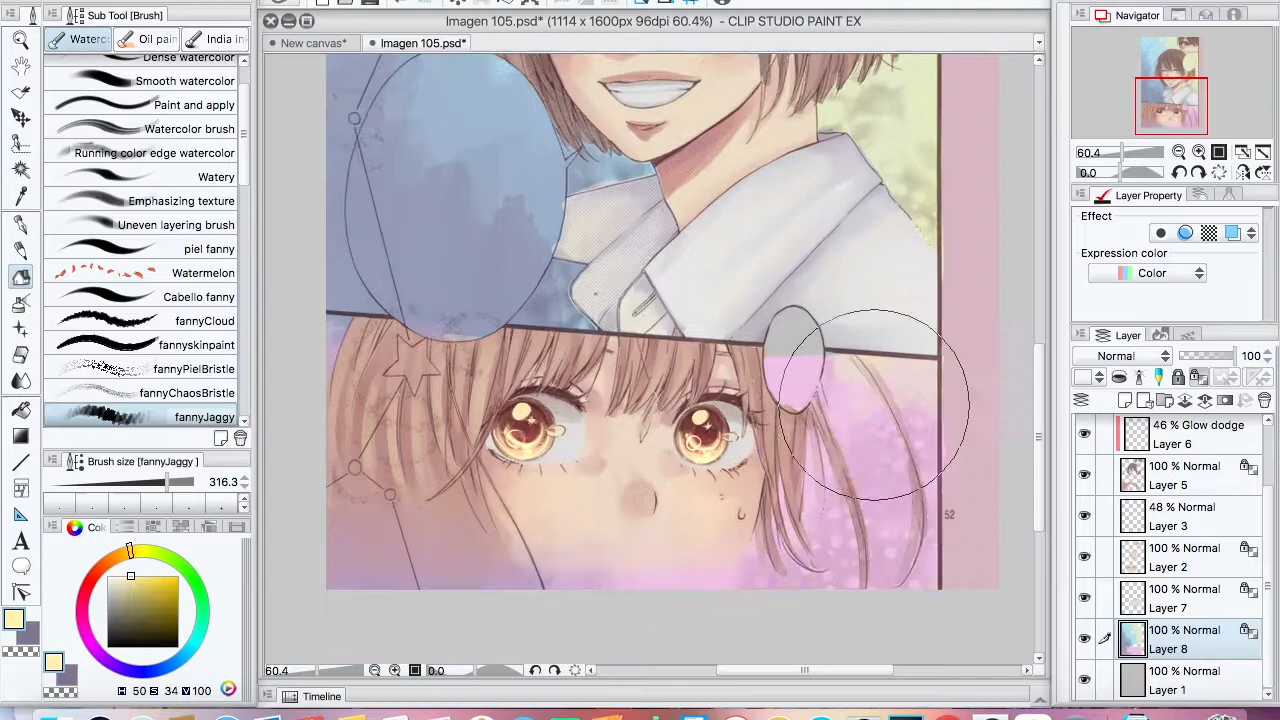 Sub Tool [Brush]
Imagen 105.psd* (1114 x 1600px 96dpi 60.4%) - CLIP STUDIO PAINT EX
Navigator
Waterc
Oil pain
India in
New canvas*
Imagen 105.psd*
Dense watercolor
Smooth watercolor
Paint and apply
Watercolor brush
Running color edge watercolor
Watery
Emphasizing texture
Uneven layering brush
piel fanny
Watermelon
Cabello fanny
fannyCloud
fannyskinpaint
fannyPielBristle
fannyChaosBristle
fannyJaggy
Brush size [fannyJaggy]
Brush size
316.3
Colo
H 50 S 34 V 100
52
60.4
0.0
Timeline
60.4
0.0
Layer Property
Effect
Expression color
Color
Layer
Normal
100
46 % Glow dodge
Layer 6
100 % Normal
Layer 5
48 % Normal
Layer 3
100 % Normal
Layer 2
100 % Normal
Layer 7
100 % Normal
Layer 8
100 % Normal
Layer 1